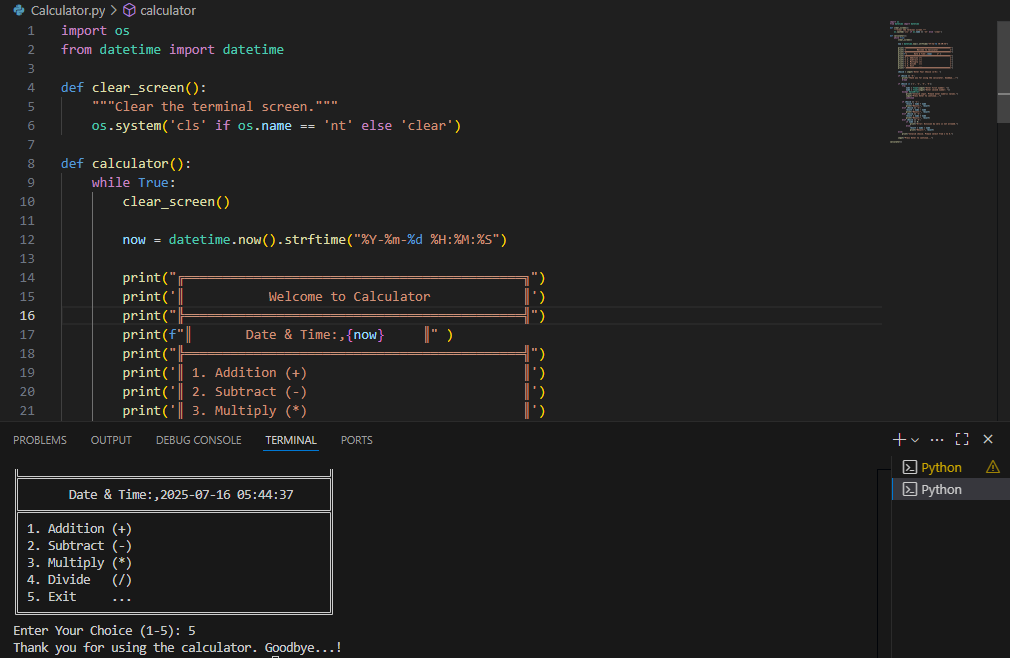 Calculator.py > calculator
1 import os
2 from datetime import datetime
3
4 def clear_screen():
5     """Clear the terminal screen."""
6     os.system('cls' if os.name == 'nt' else 'clear')
7
8 def calculator():
9     while True:
10         clear_screen()
11
12         now = datetime.now().strftime("%Y-%m-%d %H:%M:%S")
13
14         print("╔═════════════════════════════════════════════╗")
15         print('║           Welcome to Calculator            ║')
16         print("╠═════════════════════════════════════════════╣")
17         print(f"║       Date & Time:,{now}     ║" )
18         print("╠═════════════════════════════════════════════╣")
19         print('║ 1. Addition (+)                            ║')
20         print('║ 2. Subtract (-)                            ║')
21         print('║ 3. Multiply (*)                            ║')
PROBLEMS OUTPUT DEBUG CONSOLE TERMINAL PORTS
Python
Python
Date & Time:,2025-07-16 05:44:37
1. Addition (+)
2. Subtract (-)
3. Multiply (*)
4. Divide   (/)
5. Exit     ...
Enter Your Choice (1-5): 5
Thank you for using the calculator. Goodbye...!